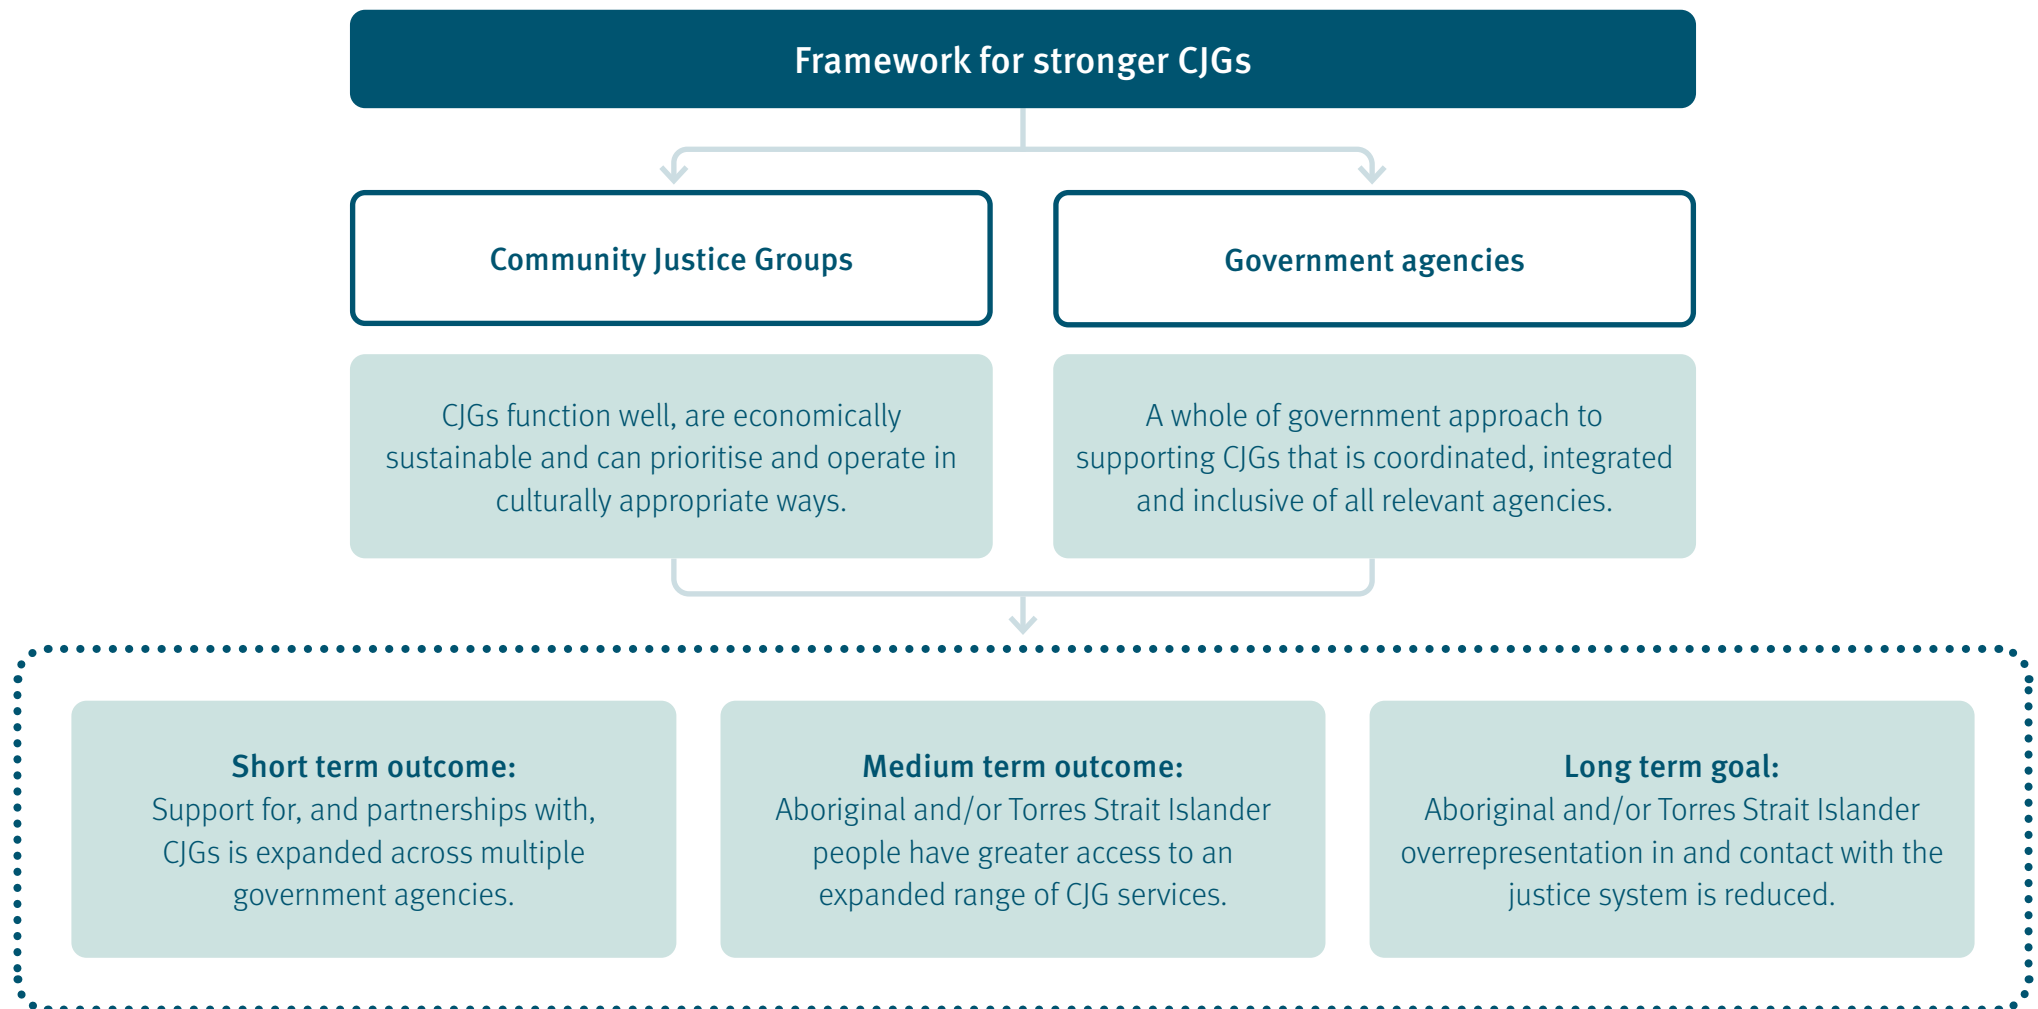 Framework for stronger CJGs
Community Justice Groups
Government agencies
CJGs function well, are economically
sustainable and can prioritise and operate in
culturally appropriate ways.
A whole of government approach to
supporting CJGs that is coordinated, integrated
and inclusive of all relevant agencies.
Short term outcome:
Support for, and partnerships with,
CJGs is expanded across multiple
government agencies.
Medium term outcome:
Aboriginal and/or Torres Strait Islander
people have greater access to an
expanded range of CJG services.
Long term goal:
Aboriginal and/or Torres Strait Islander
overrepresentation in and contact with the
justice system is reduced.